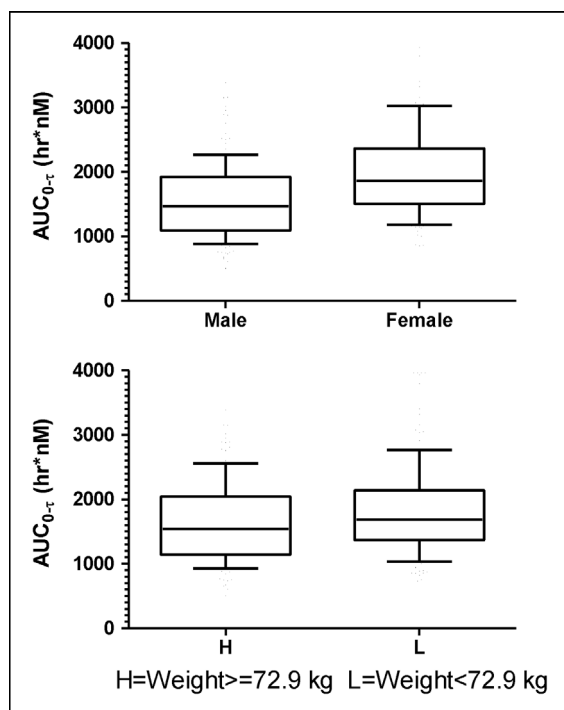 AUC0-τ (hr*nM)
4000
3000
2000
1000
0
Male Female
AUC0-τ (hr*nM)
4000
3000
2000
1000
0
H L
H=Weight>=72.9 kg L=Weight<72.9 kg